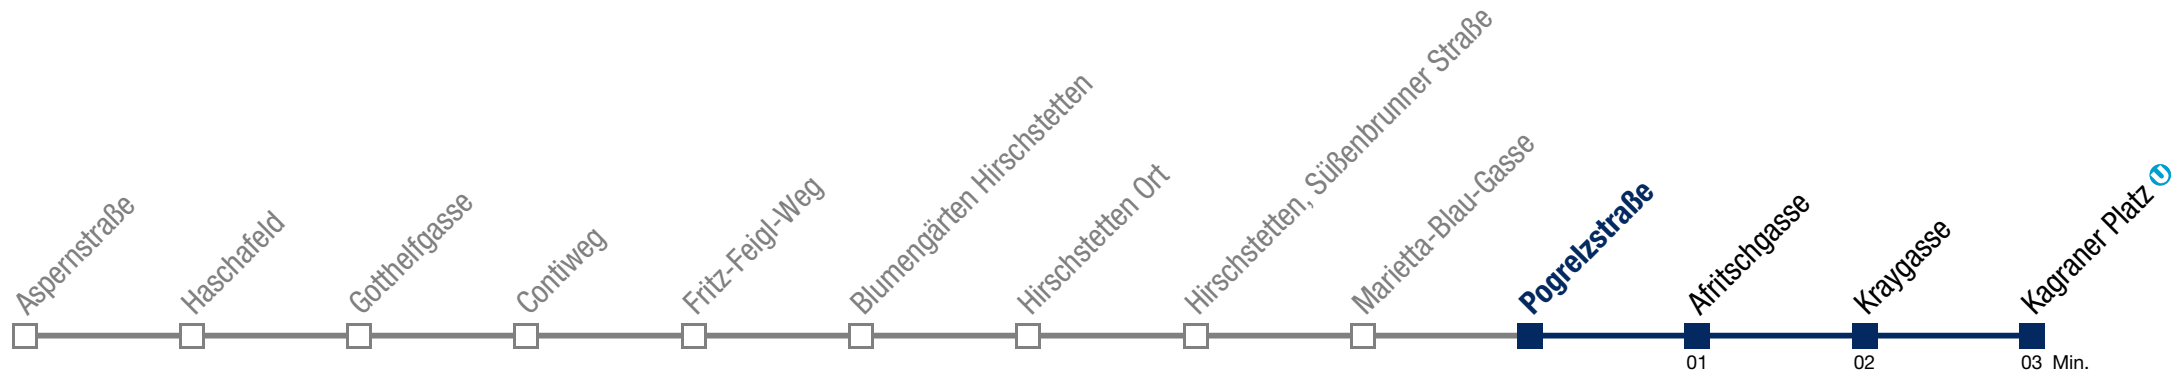 Aspernstraße
Haschafeld
Gotthelfgasse
Contiweg
Fritz-Feigl-Weg
Blumengärten Hirschstetten
Hirschstetten Ort
Hirschstetten, Süßenbrunner Straße
Marietta-Blau-Gasse
Pogrelzstraße
Afritschgasse
Kraygasse
Kagraner Platz U
01 02 03 Min.